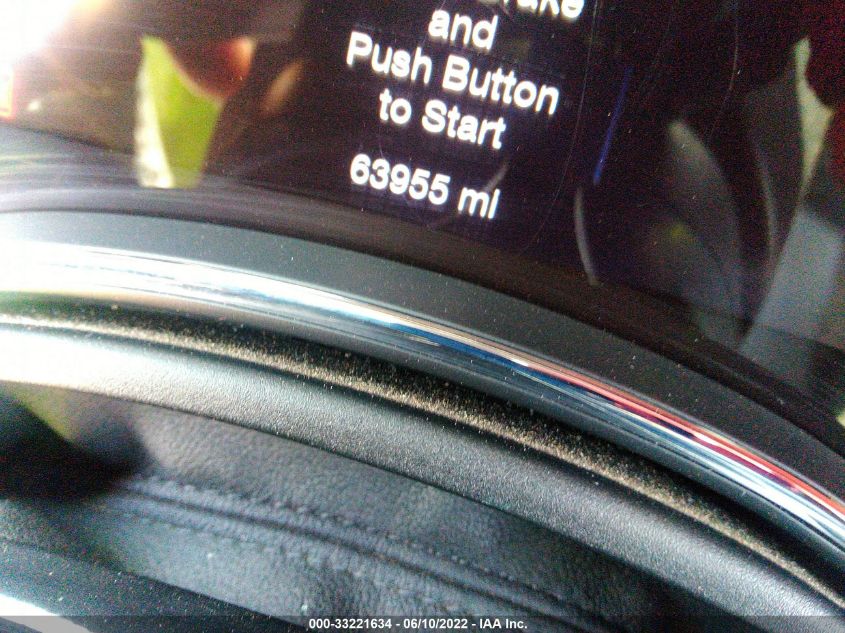 and
Push Button
to Start
63955 mi
000-33221634 - 06/10/2022 - IAA Inc.